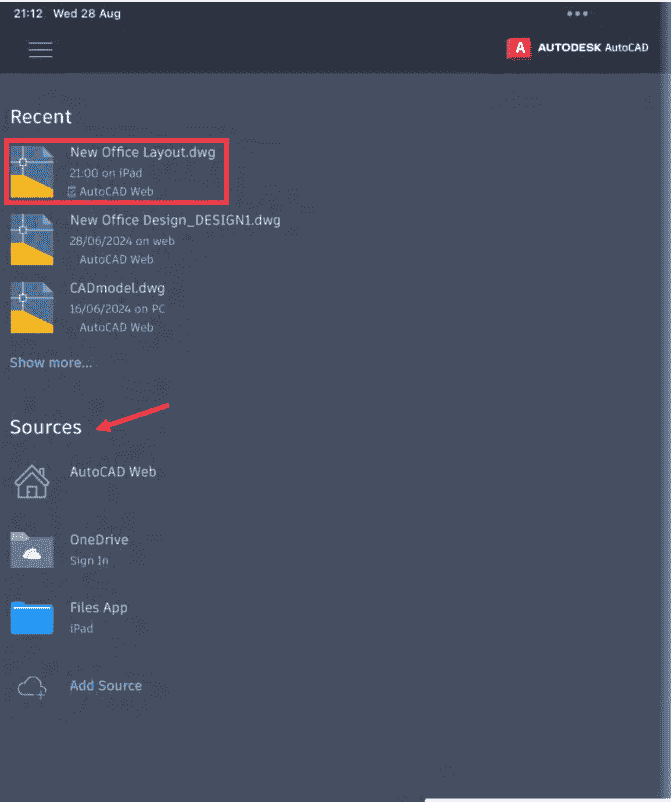 21:12 Wed 28 Aug
A AUTODESK AutoCAD
Recent
New Office Layout.dwg
21:00 on iPad
AutoCAD Web
New Office Design_DESIGN1.dwg
28/06/2024 on web
AutoCAD Web
CADmodel.dwg
16/06/2024 on PC
AutoCAD Web
Show more...
Sources
AutoCAD Web
OneDrive
Sign In
Files App
iPad
Add Source